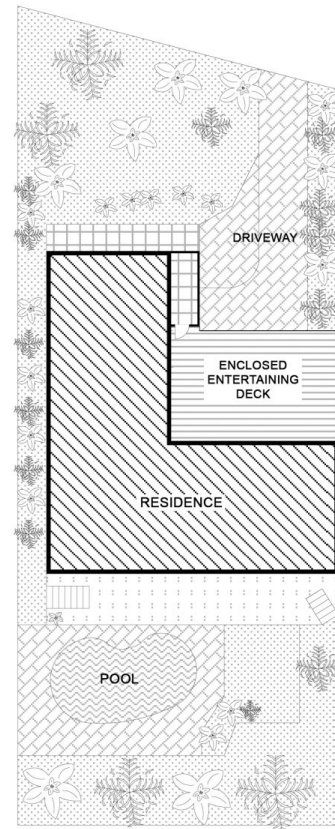 DRIVEWAY
ENCLOSED
ENTERTAINING
DECK
RESIDENCE
POOL